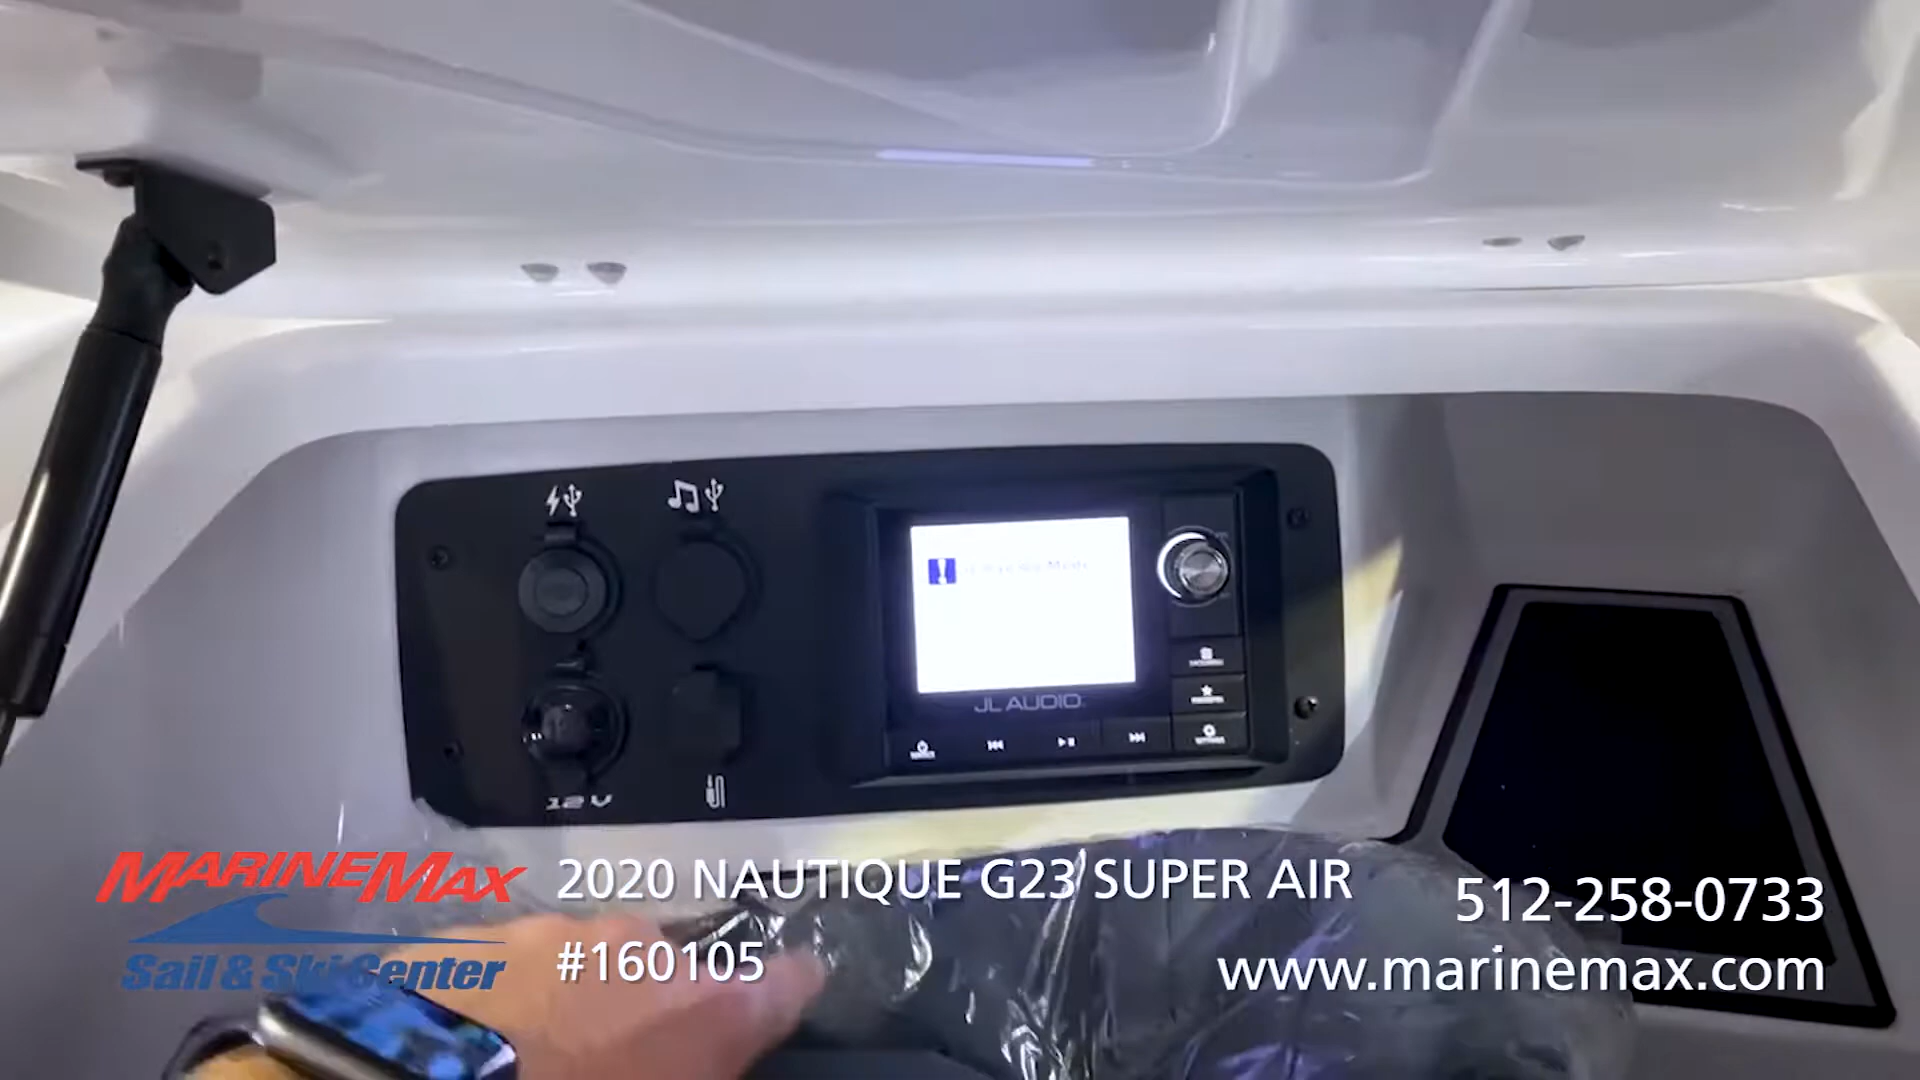 JL AUDIO
12 V
MARINEMAX
Sail & Ski Center
2020 NAUTIQUE G23 SUPER AIR
#160105
512-258-0733
www.marinemax.com